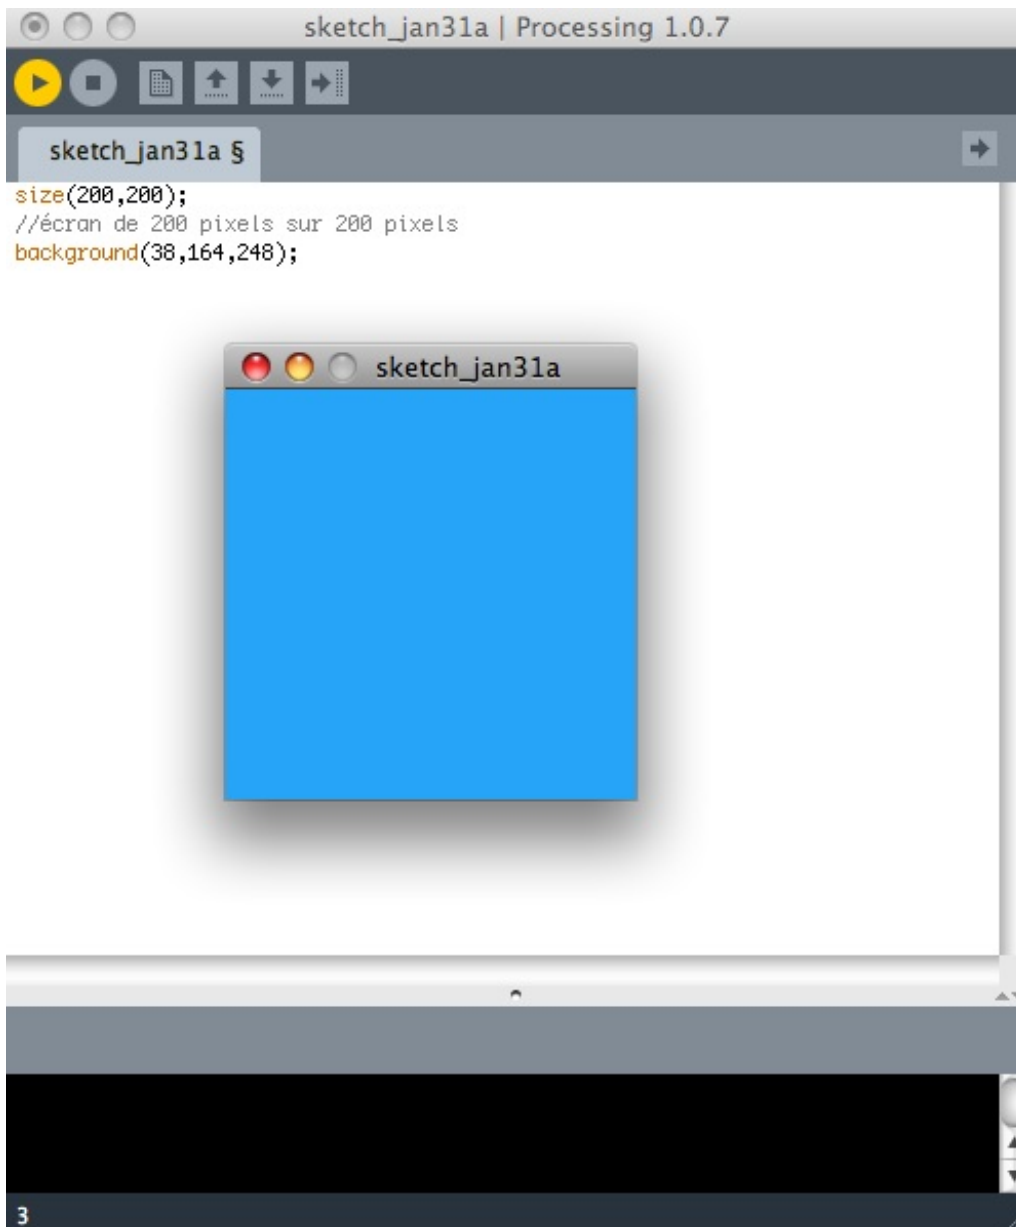 sketch_jan31a | Processing 1.0.7
sketch_jan31a §
size(200,200);
//écran de 200 pixels sur 200 pixels
background(38,164,248);
sketch_jan31a
3